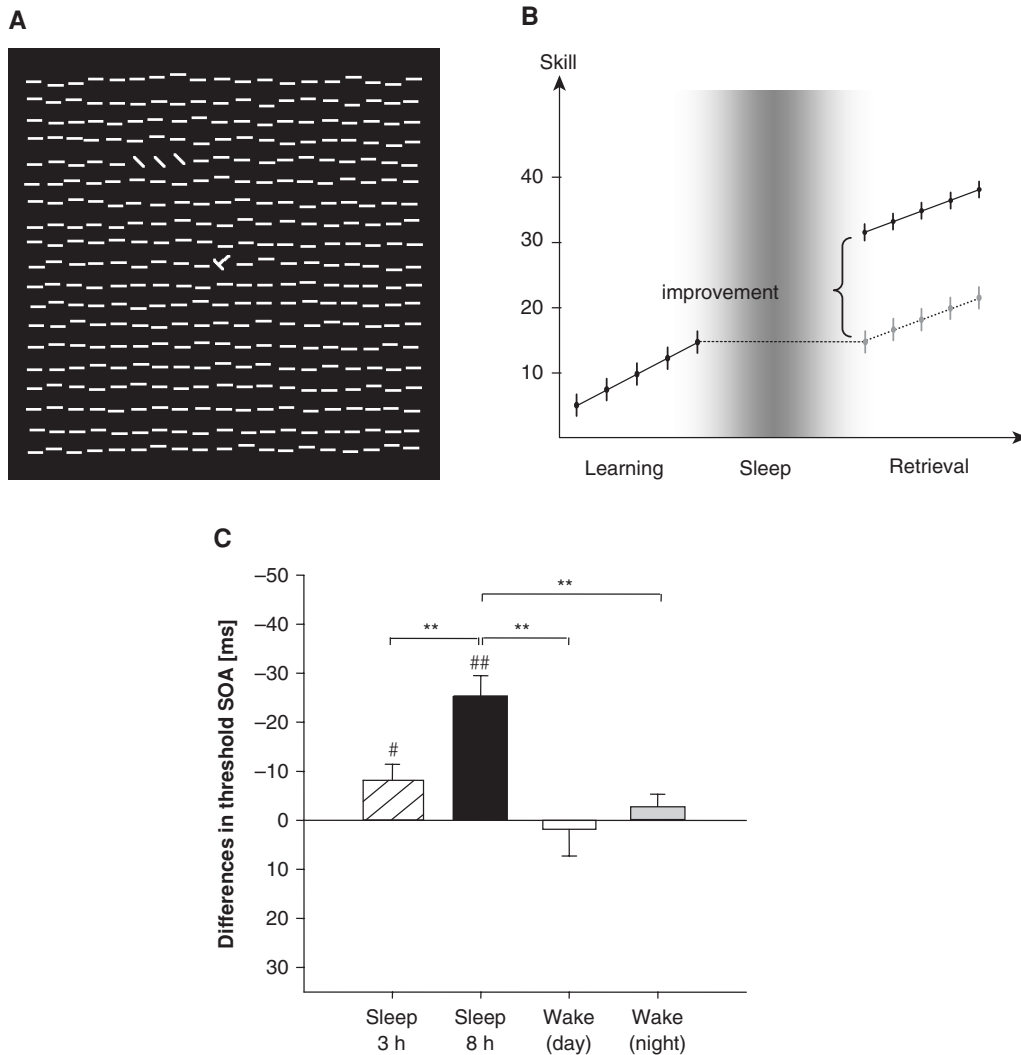 A
B
Skill
40
30
20
10
improvement
Learning
Sleep
Retrieval
C
Differences in threshold SOA [ms]
–50
–40
–30
–20
–10
0
10
20
30
**
**
**
#
##
Sleep
3 h
Sleep
8 h
Wake
(day)
Wake
(night)